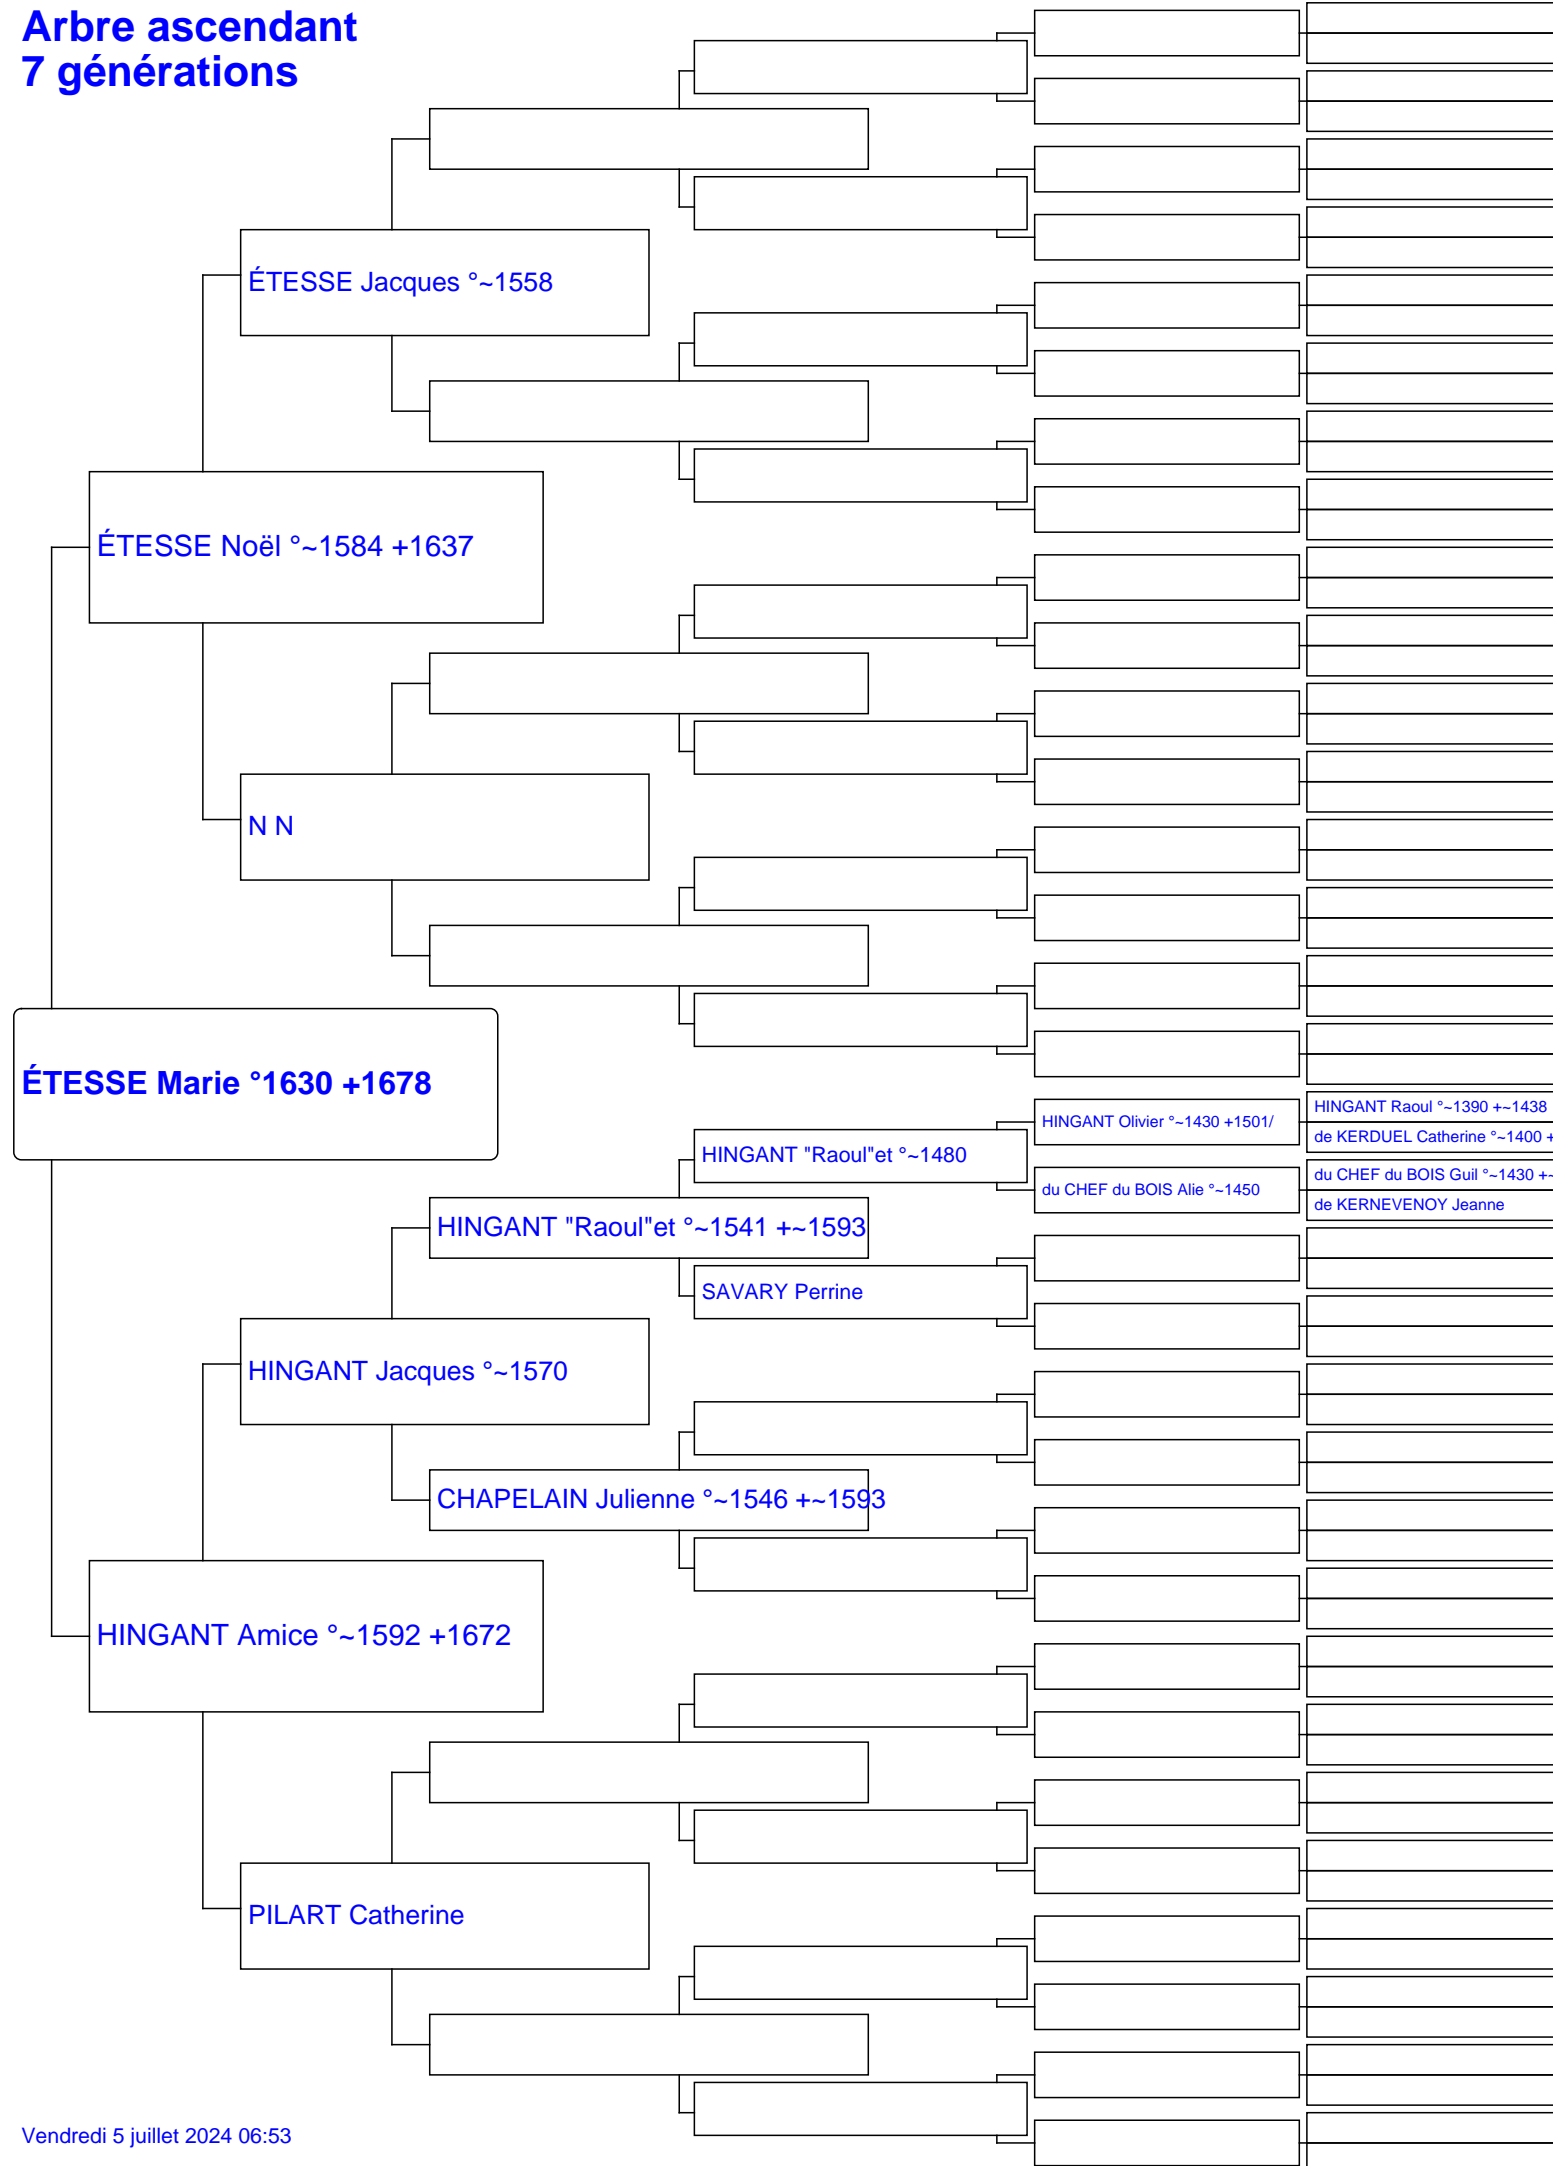 Arbre ascendant
7 générations
ÉTESSE Jacques °~1558
ÉTESSE Noël °~1584 +1637
N N
ÉTESSE Marie °1630 +1678
HINGANT Raoul °~1390 +~1438
HINGANT Olivier °~1430 +1501/
de KERDUEL Catherine °~1400 +
HINGANT "Raoul"et °~1480
du CHEF du BOIS Guil °~1430 +~
du CHEF du BOIS Alie °~1450
de KERNEVENOY Jeanne
HINGANT "Raoul"et °~1541 +~1593
SAVARY Perrine
HINGANT Jacques °~1570
CHAPELAIN Julienne °~1546 +~1593
HINGANT Amice °~1592 +1672
PILART Catherine
Vendredi 5 juillet 2024 06:53